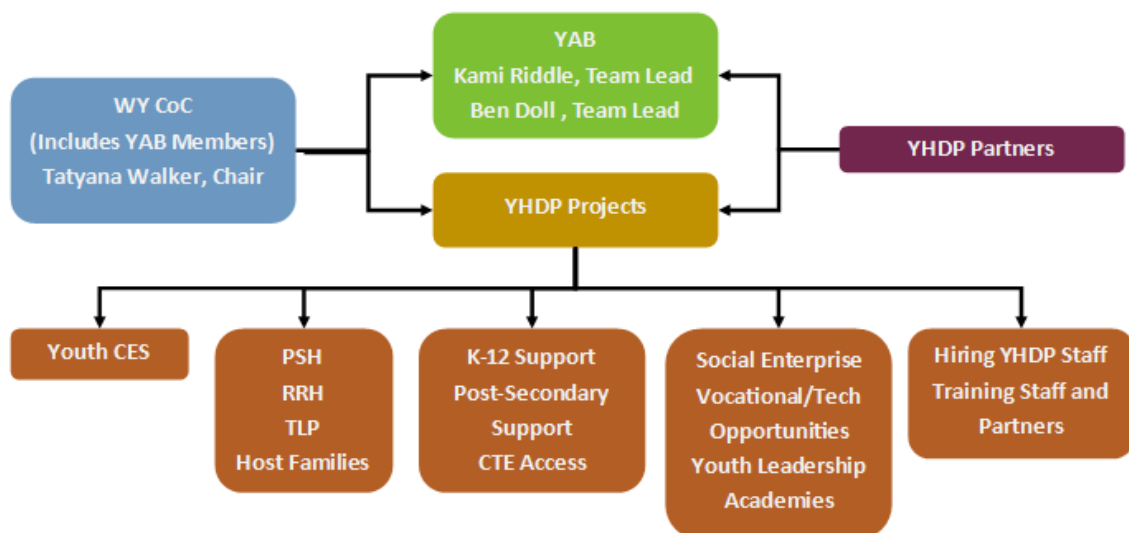 YAB
Kami Riddle, Team Lead
Ben Doll , Team Lead
WY CoC
(Includes YAB Members)
Tatyana Walker, Chair
YHDP Partners
YHDP Projects
Youth CES
PSH
RRH
TLP
Host Families
K-12 Support
Post-Secondary
Support
CTE Access
Social Enterprise
Vocational/Tech
Opportunities
Youth Leadership
Academies
Hiring YHDP Staff
Training Staff and
Partners